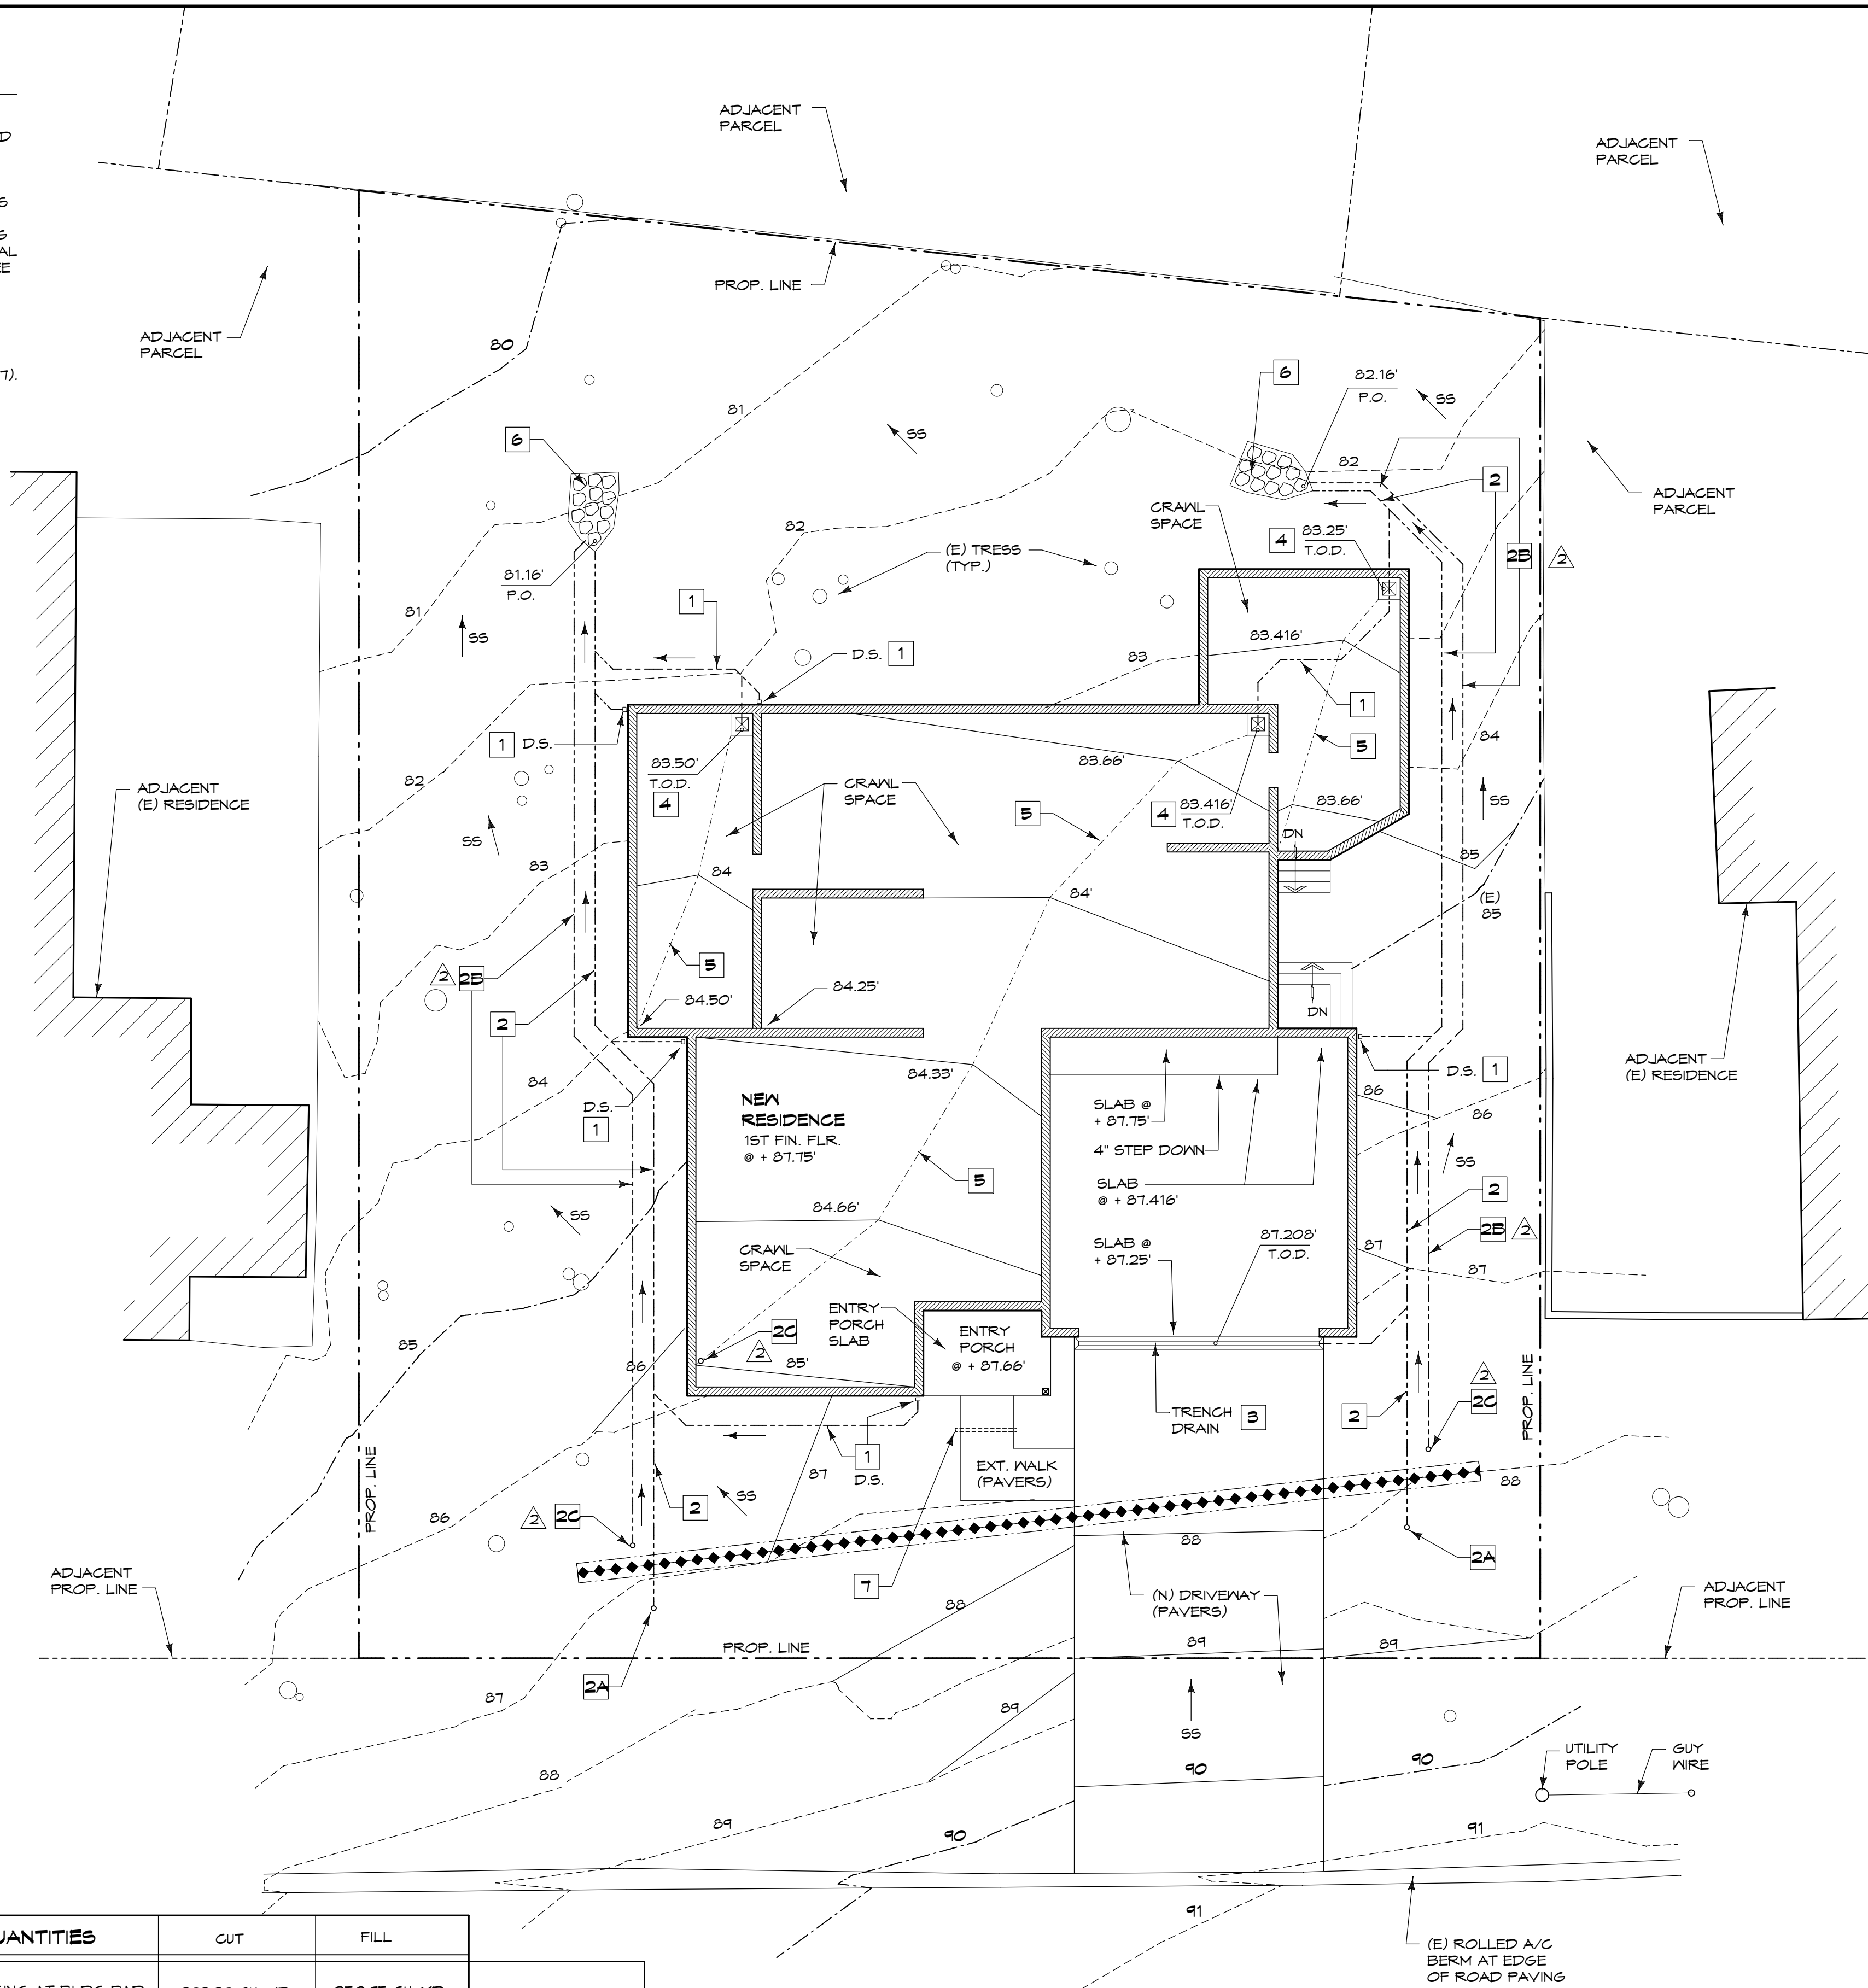 D
S
S
AL
EE
7).
ADJACENT
PARCEL
ADJACENT
PARCEL
PROP. LINE
ADJACENT
PARCEL
80
81
6
82.16'
P.O.
SS
SS
6
82
2
ADJACENT
PARCEL
CRAWL
SPACE
4
83.25'
T.O.D.
2B
2
82
(E) TRESS
(TYP.)
81.16'
P.O.
1
81
SS
83.416'
D.S. 1
83
1
84
1 D.S.
5
83.50'
T.O.D.
4
83.66'
82
ADJACENT
(E) RESIDENCE
CRAWL
SPACE
5
4
83.416'
T.O.D.
83.66'
SS
DN
SS
83
85
84
84'
(E)
85
2
2B
5
84.50'
84.25'
DN
2
84.33'
84
D.S. 1
ADJACENT
(E) RESIDENCE
NEW
RESIDENCE
1ST FIN. FLR.
@ + 87.75'
D.S.
1
SLAB @
+ 87.75'
86
86
4" STEP DOWN
SS
5
SLAB
@ + 87.416'
2
84.66'
SS
2B
2
CRAWL
SPACE
SLAB @
+ 87.25'
87.208'
T.O.D.
87
87
ENTRY
PORCH
SLAB
2C
2
ENTRY
PORCH
@ + 87.66'
85
86
85'
2
2C
PROP. LINE
TRENCH
DRAIN
3
2
1
D.S.
87
EXT. WALK
(PAVERS)
88
PROP. LINE
SS
2
86
2
2C
88
2A
ADJACENT
PROP. LINE
7
88
(N) DRIVEWAY
(PAVERS)
ADJACENT
PROP. LINE
PROP. LINE
89
89
2A
87
89
SS
88
90
90
UTILITY
POLE
GUY
WIRE
89
90
91
91
(E) ROLLED A/C
BERM AT EDGE
OF ROAD PAVING
UANTITIES
CUT
FILL